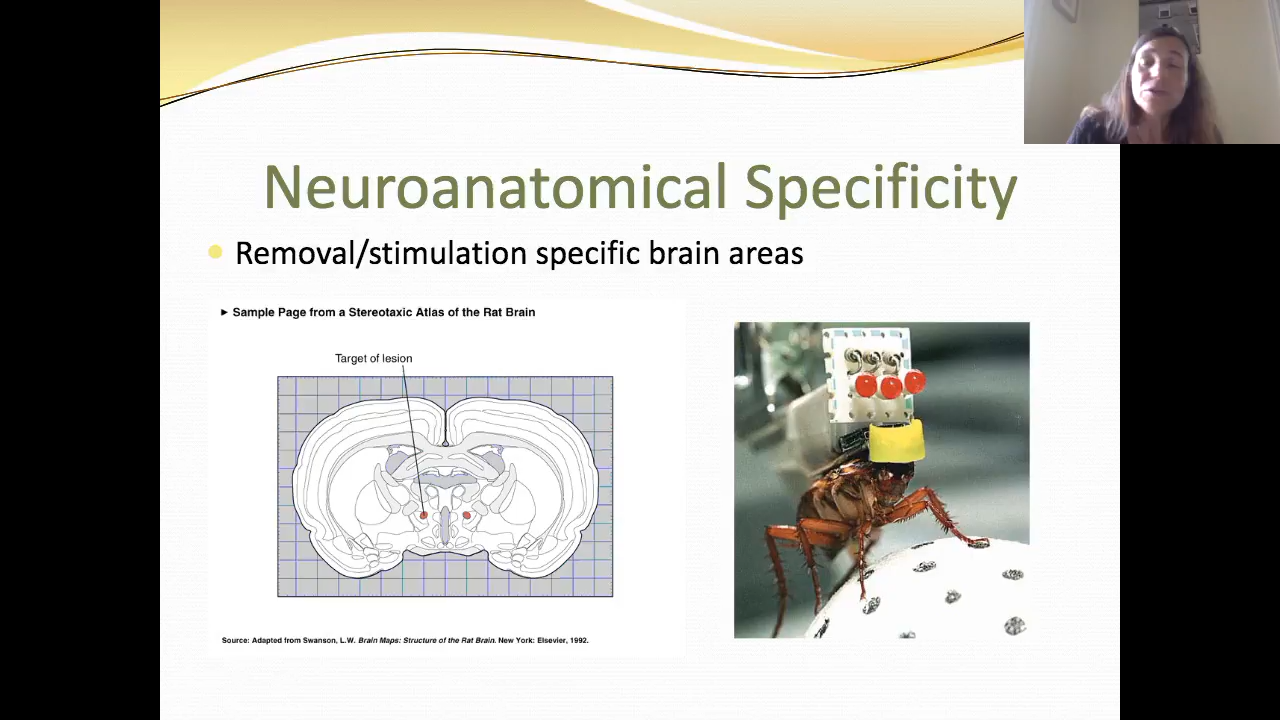 Neuroanatomical Specificity
Removal/stimulation specific brain areas
► Sample Page from a Stereotaxic Atlas of the Rat Brain
Target of lesion
Source: Adapted from Swanson, L.W. Brain Maps: Structure of the Rat Brain. New York: Elsevier, 1992.